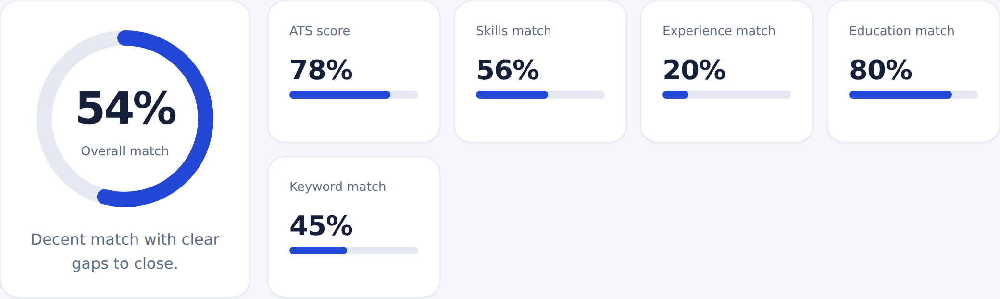 54%
Overall match
Decent match with clear
gaps to close.
ATS score
78%
Skills match
56%
Experience match
20%
Education match
80%
Keyword match
45%